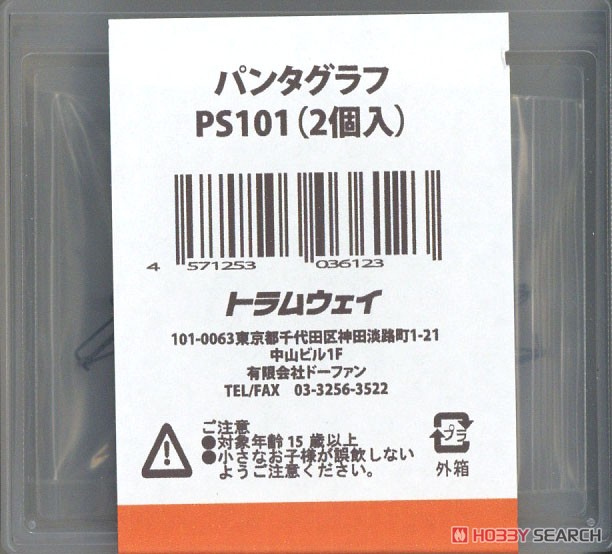 パンタグラフ
PS101(2個入)
4 571253 036123
トラムウェイ
101-0063東京都千代田区神田淡路町1-21
中山ビル1F
有限会社ドーファン
TEL/FAX 03-3256-3522
ご注意
●対象年齢15歳以上
●小さなお子様が誤飲しない
ようご注意ください。
プラ
外箱
HOBBY SEARCH